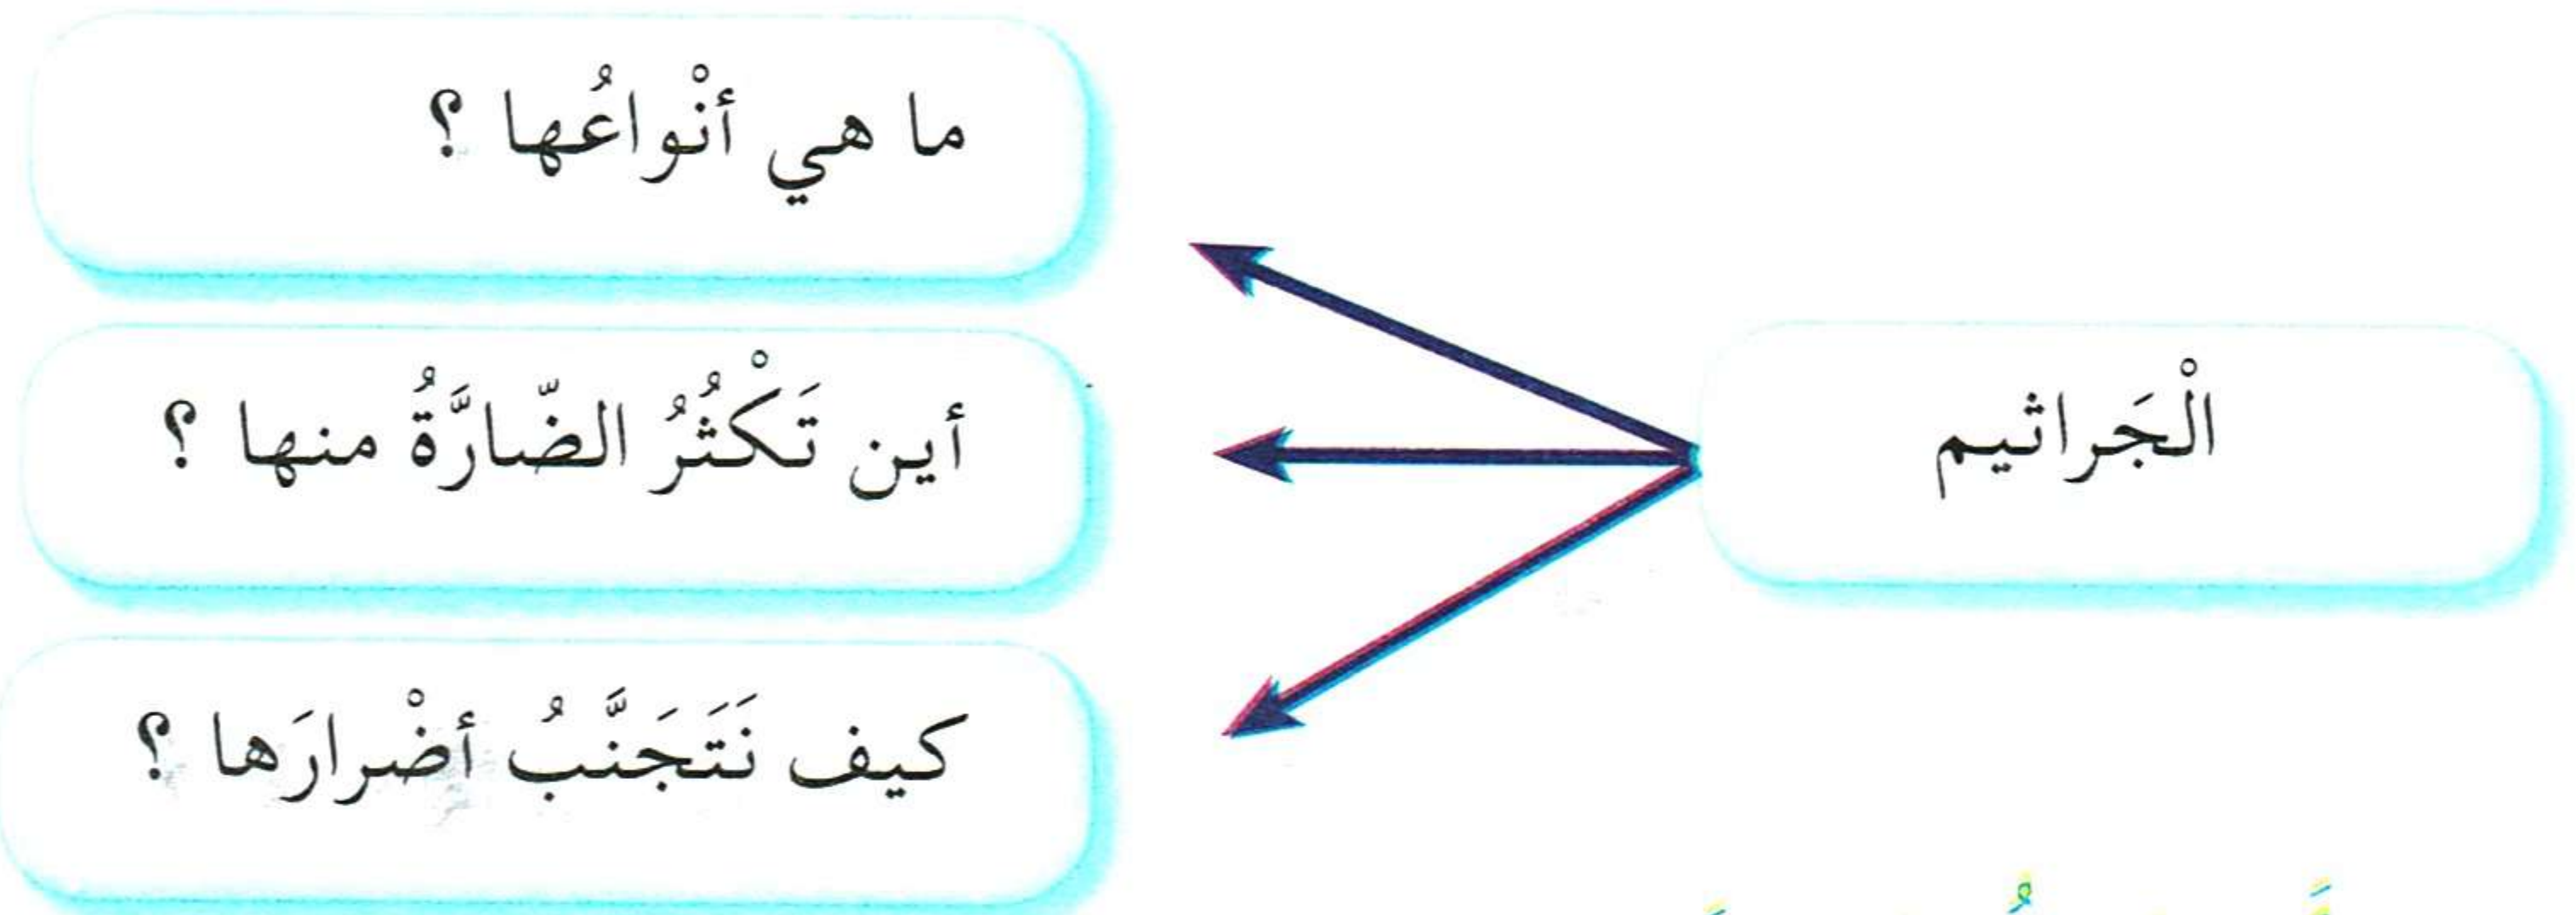 الْجَراثيم
ما هي أنْواعُها ؟
أين تَكْثُرُ الضّارَّةُ منها ؟
كيف نَتَجَنَّبُ أضْرارَها ؟